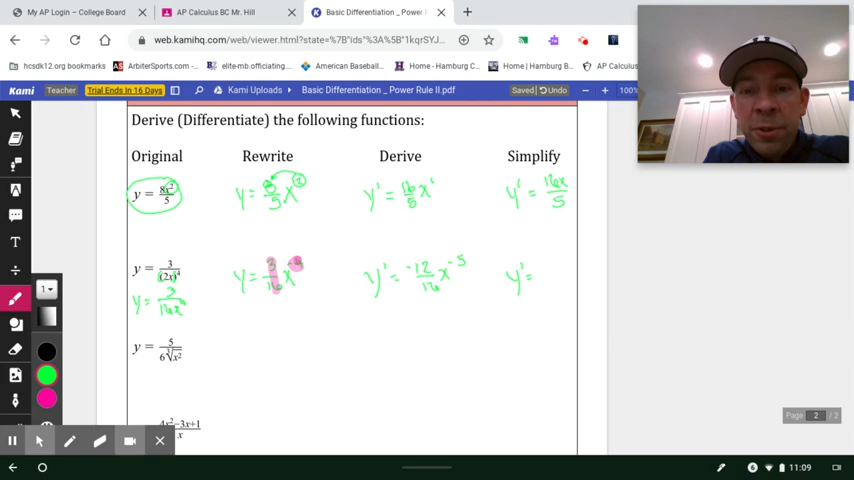 My AP Login – College Board
AP Calculus BC Mr. Hill
Basic Differentiation _ Power R
web.kamihq.com/web/viewer.html?state=%7B"ids"%3A%5B"1kqrSYJ...
hcsdk12.org bookmarks
ArbiterSports.com -...
elite-mb.officiating...
American Baseball...
Home - Hamburg C...
Home | Hamburg B...
AP Calculus
Kami
Teacher
Trial Ends In 16 Days
Kami Uploads
Basic Differentiation _ Power Rule II.pdf
Saved
Undo
100%
Derive (Differentiate) the following functions:
Original Rewrite Derive Simplify
y = 8x²/5 y = 8/5 x² y' = 16/5 x¹ y' = 16x/5
y = 3/(2x)⁴ y = 3/16 x⁻⁴ y' = -12/16 x⁻⁵ y' =
y = 3/16x⁴
y = 5/6∛x²
4x²−3x+1/x
1
Page 2 / 2
6 11:09